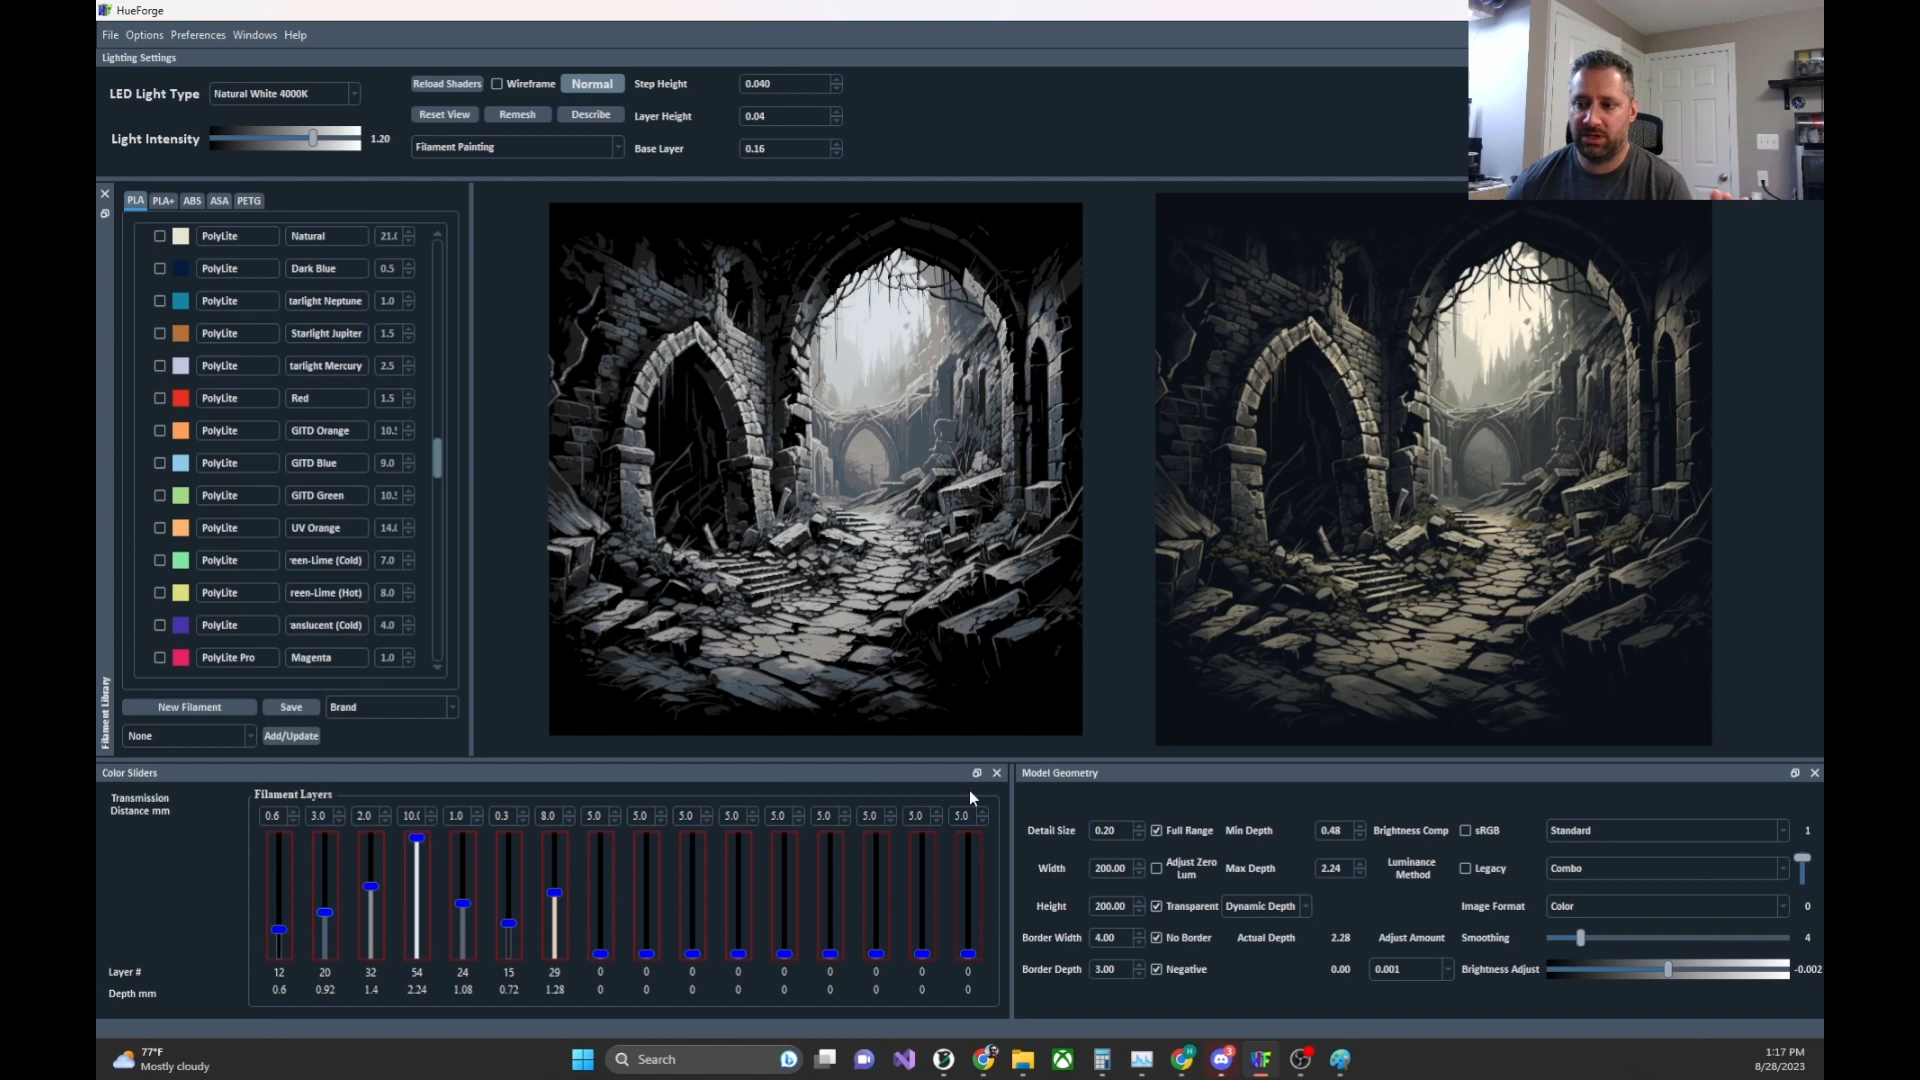 HueForge
File Options Preferences Windows Help
Lighting Settings
LED Light Type Natural White 4000K
Light Intensity 1.20
Reload Shaders Wireframe Normal
Reset View Remesh Describe
Filament Painting
Step Height 0.040
Layer Height 0.04
Base Layer 0.16
PLA PLA+ ABS ASA PETG
PolyLite Natural 21.(
PolyLite Dark Blue 0.5
PolyLite tarlight Neptune 1.0
PolyLite Starlight Jupiter 1.5
PolyLite tarlight Mercury 2.5
PolyLite Red 1.5
PolyLite GITD Orange 10.
PolyLite GITD Blue 9.0
PolyLite GITD Green 10.
PolyLite UV Orange 14.(
PolyLite reen-Lime (Cold) 7.0
PolyLite reen-Lime (Hot) 8.0
PolyLite anslucent (Cold) 4.0
PolyLite Pro Magenta 1.0
Filament Library
New Filament Save Brand
None Add/Update
Color Sliders
Transmission
Distance mm
Filament Layers
0.6 3.0 2.0 10.( 1.0 0.3 8.0 5.0 5.0 5.0 5.0 5.0 5.0 5.0 5.0 5.0
Layer # 12 20 32 54 24 15 29 0 0 0 0 0 0 0 0 0
Depth mm 0.6 0.92 1.4 2.24 1.08 0.72 1.28 0 0 0 0 0 0 0 0 0
Model Geometry
Detail Size 0.20 Full Range Min Depth 0.48 Brightness Comp sRGB Standard 1
Width 200.00 Adjust Zero Lum Max Depth 2.24 Luminance Method Legacy Combo
Height 200.00 Transparent Dynamic Depth Image Format Color 0
Border Width 4.00 No Border Actual Depth 2.28 Adjust Amount Smoothing 4
Border Depth 3.00 Negative 0.00 0.001 Brightness Adjust -0.002
77°F
Mostly cloudy
Search
3
1:17 PM
8/28/2023